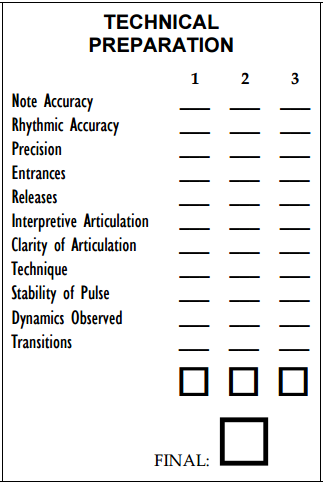 TECHNICAL
PREPARATION
1 2 3
Note Accuracy
Rhythmic Accuracy
Precision
Entrances
Releases
Interpretive Articulation
Clarity of Articulation
Technique
Stability of Pulse
Dynamics Observed
Transitions
FINAL: